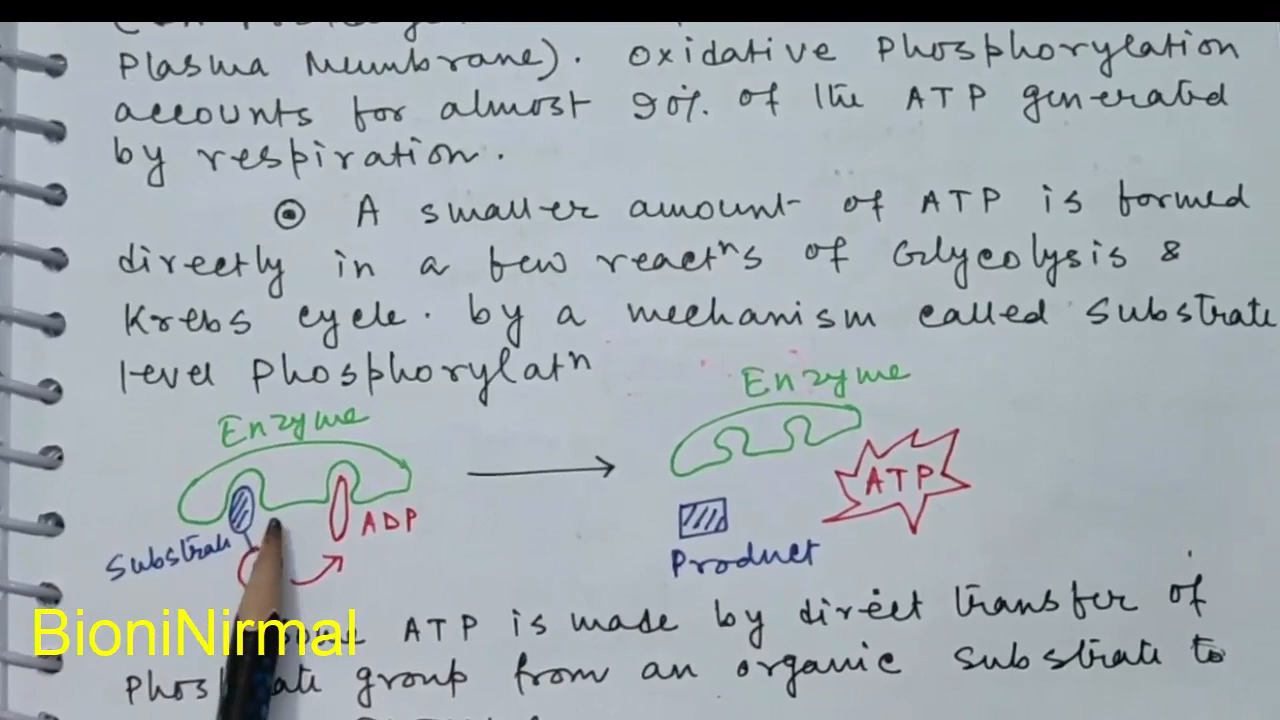 Plasma Membrane). Oxidative Phosphorylation
accounts for almost 90% of the ATP generated
by respiration.
A smaller amount of ATP is formed
directly in a few reactⁿs of Glycolysis &
Krebs cycle. by a mechanism called Substrate
level Phosphorylatⁿ
Enzyme
Enzyme
ATP
ADP
Substrate
Product
BioniNirmal
ATP is made by direct transfer of
group from an organic substrate to